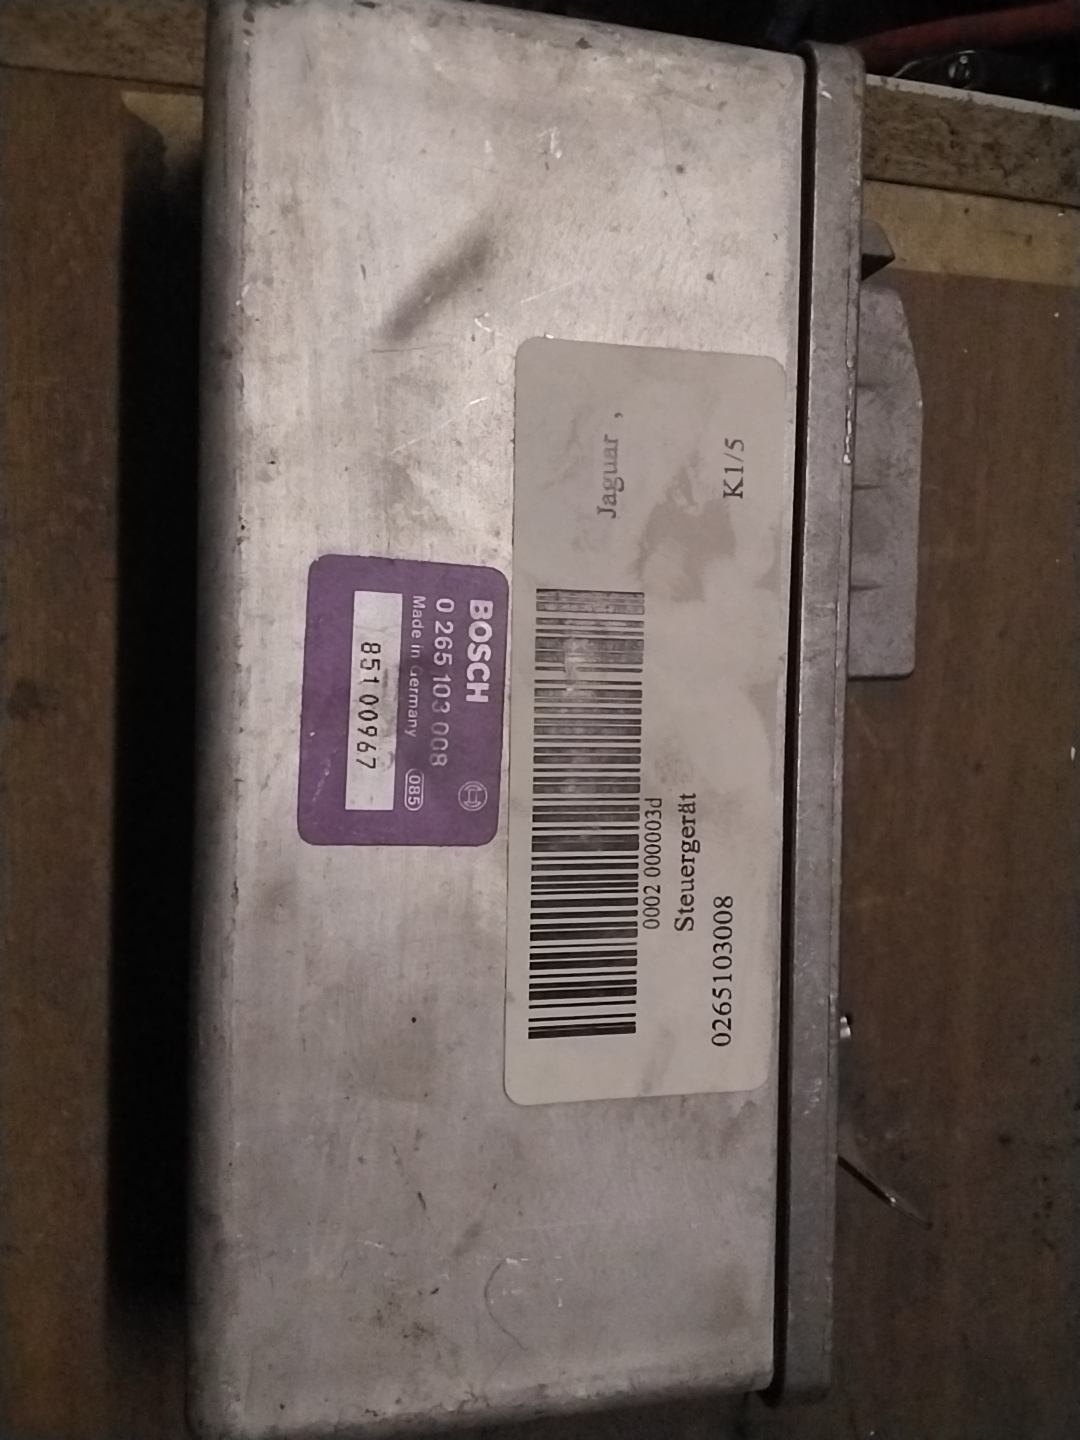 BOSCH
0 265 103 008
Made in Germany
085
85100967
Jaguar ,
K1/5
0002 000003d
Steuergerät
0265103008